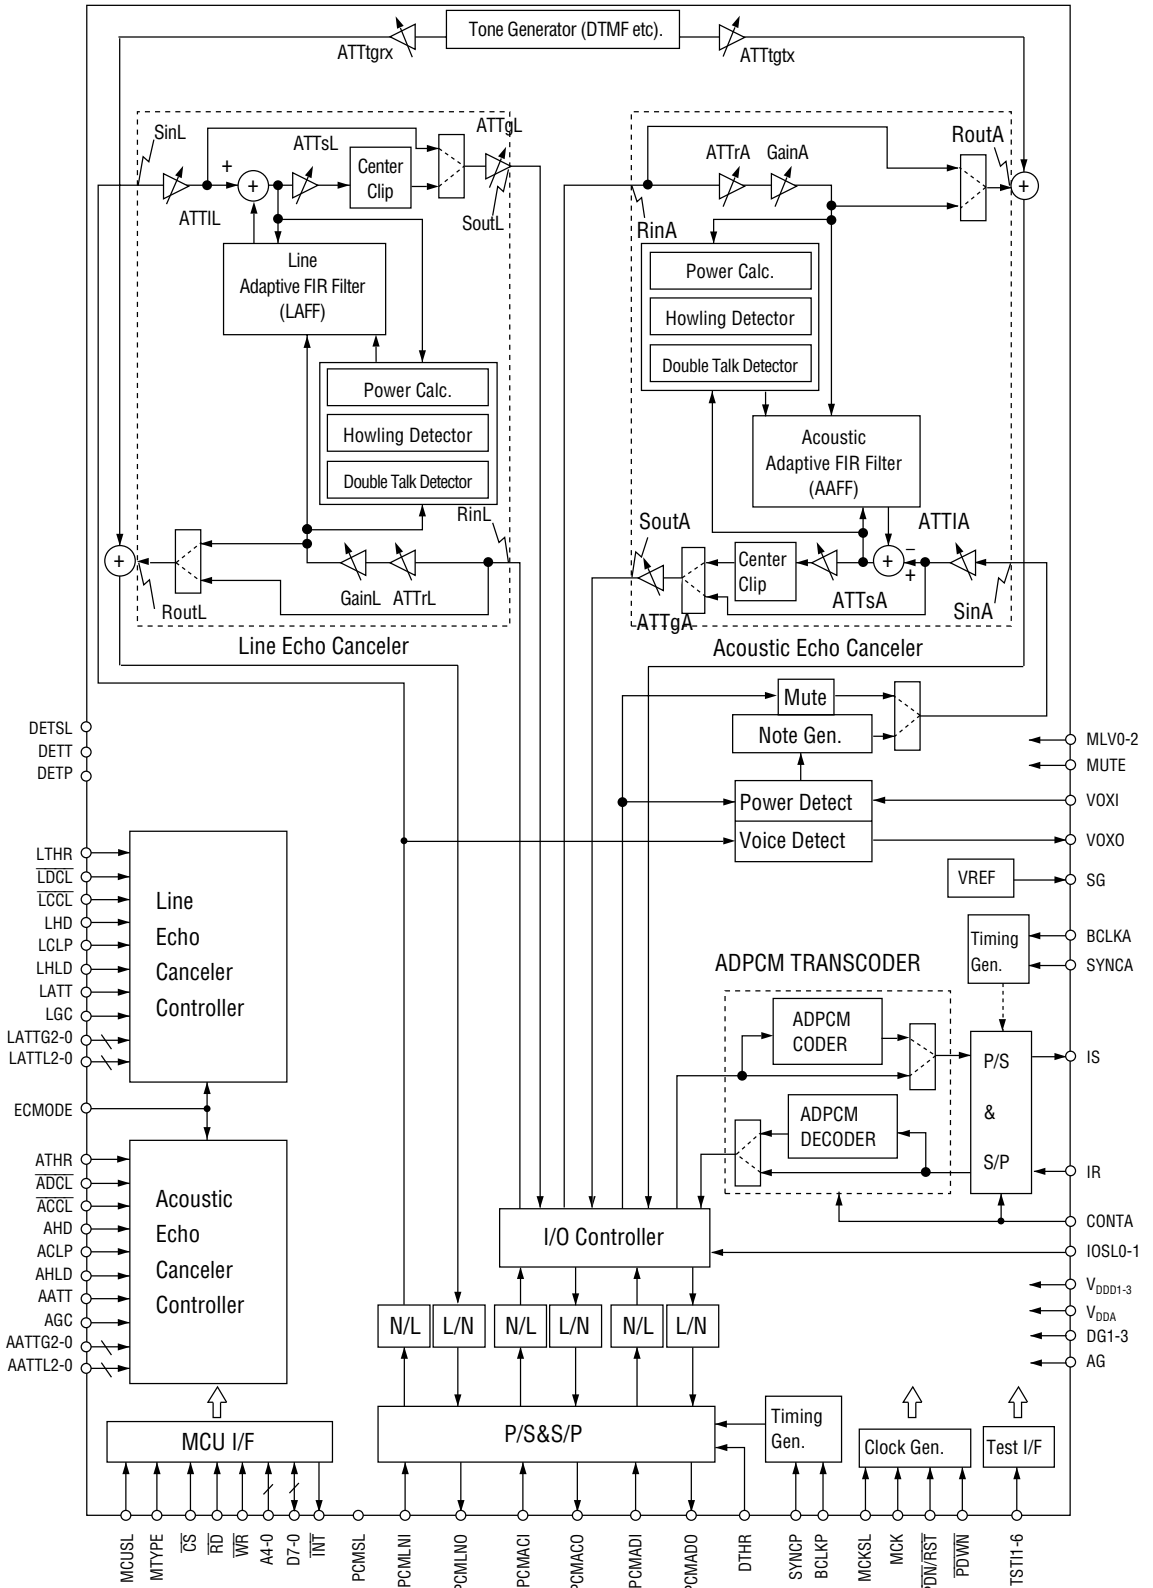 Tone Generator (DTMF etc).
ATTtgrx
ATTtgtx
SinL
ATTsL
ATTgL
+
+
Center
Clip
ATTlL
SoutL
Line
Adaptive FIR Filter
(LAFF)
Power Calc.
Howling Detector
Double Talk Detector
RinL
+
RoutL
GainL
ATTrL
Line Echo Canceler
RoutA
ATTrA
GainA
+
RinA
Power Calc.
Howling Detector
Double Talk Detector
Acoustic
Adaptive FIR Filter
(AAFF)
SoutA
ATTlA
Center
Clip
+
–
+
ATTsA
ATTgA
SinA
Acoustic Echo Canceler
Mute
Note Gen.
Power Detect
Voice Detect
VREF
DETSL
DETT
DETP
LTHR
LDCL
LCCL
LHD
LCLP
LHLD
LATT
LGC
LATTG2-0
LATTL2-0
Line
Echo
Canceler
Controller
ECMODE
ATHR
ADCL
ACCL
AHD
ACLP
AHLD
AATT
AGC
AATTG2-0
AATTL2-0
Acoustic
Echo
Canceler
Controller
MLV0-2
MUTE
VOXI
VOXO
SG
BCLKA
SYNCA
Timing
Gen.
ADPCM TRANSCODER
ADPCM
CODER
ADPCM
DECODER
P/S
&
S/P
IS
IR
CONTA
IOSL0-1
VDDD1-3
VDDA
DG1-3
AG
I/O Controller
N/L
L/N
N/L
L/N
N/L
L/N
MCU I/F
P/S&S/P
Timing
Gen.
Clock Gen.
Test I/F
MCUSL
MTYPE
CS
RD
WR
A4-0
D7-0
INT
PCMSL
PCMLNI
PCMLNO
PCMACI
PCMACO
PCMADI
PCMADO
DTHR
SYNCP
BCLKP
MCKSL
MCK
PDN/RST
PDWN
TSTI1-6